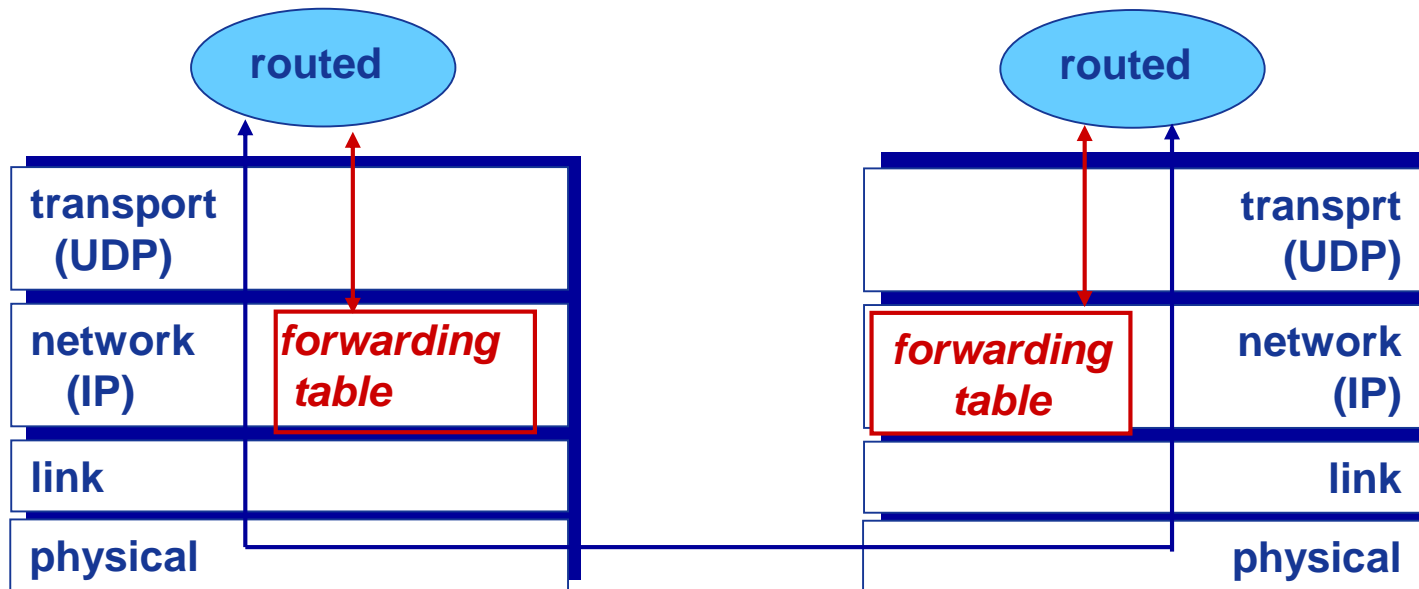 routed
routed
transport
(UDP)
transprt
(UDP)
network
(IP)
forwarding
table
forwarding
table
network
(IP)
link
link
physical
physical